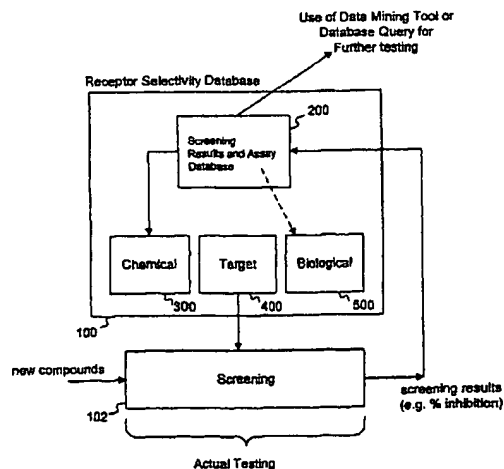 Use of Data Mining Tool or
Database Query for
Further testing
Receptor Selectivity Database
200
Screening
Results and Assay
Database
Chemical
Target
Biological
300
400
500
100
new compounds
Screening
screening results
(e.g. % inhibition)
102
Actual Testing